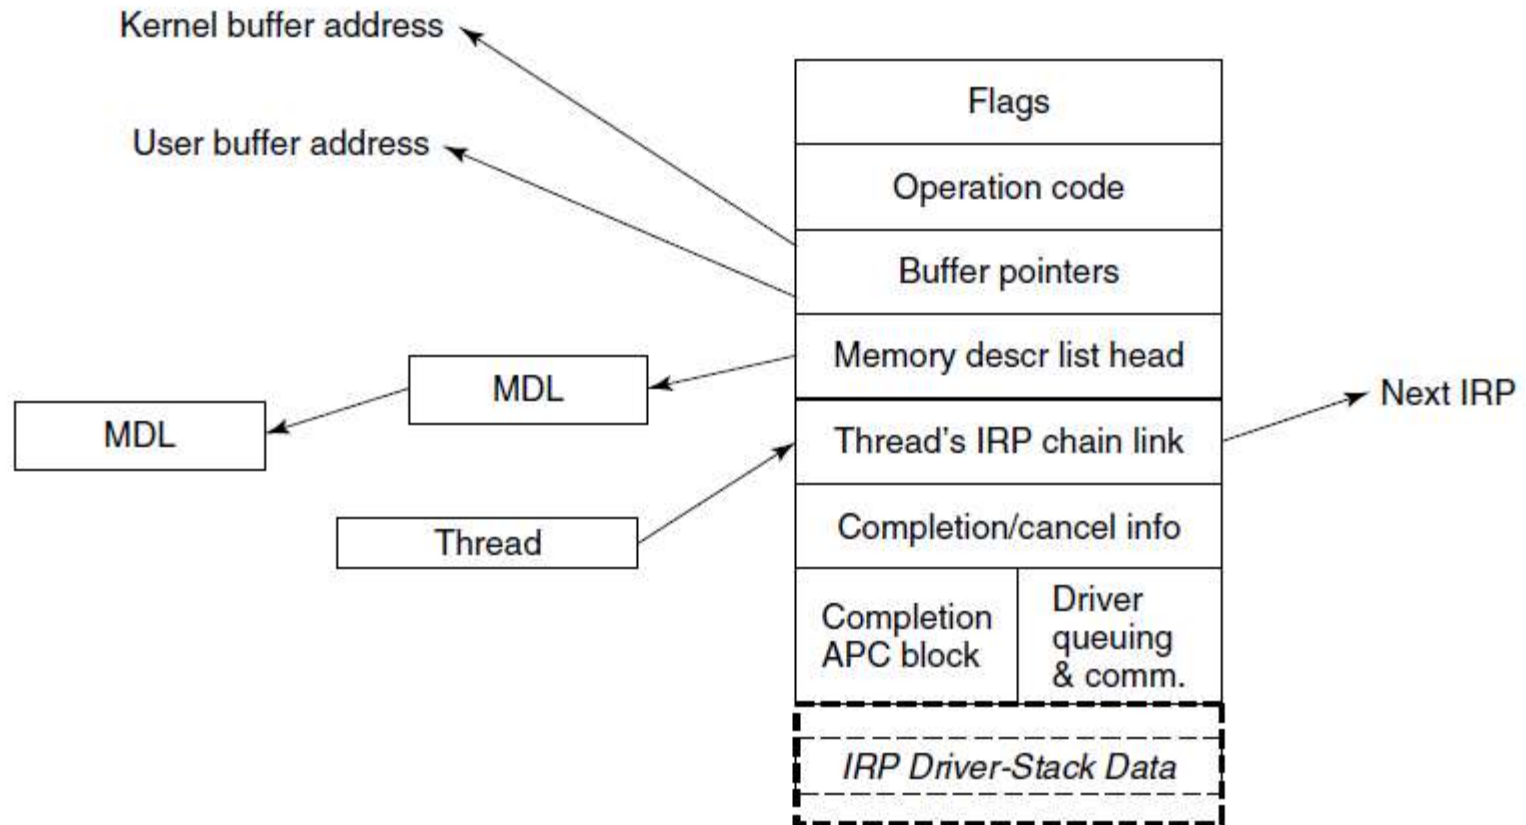 Kernel buffer address
User buffer address
Flags
Operation code
Buffer pointers
Memory descr list head
MDL
MDL
Thread's IRP chain link
Next IRP
Thread
Completion/cancel info
Completion
APC block
Driver
queuing
& comm.
IRP Driver-Stack Data